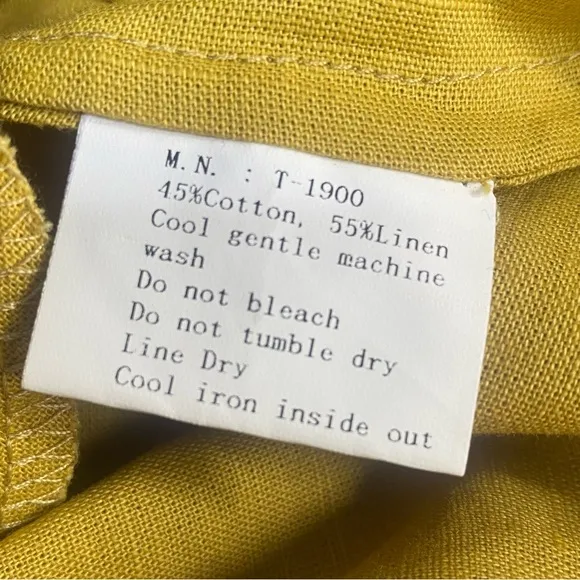 M.N. : T-1900
45%Cotton, 55%Linen
Cool gentle machine
wash
Do not bleach
Do not tumble dry
Line Dry
Cool iron inside out